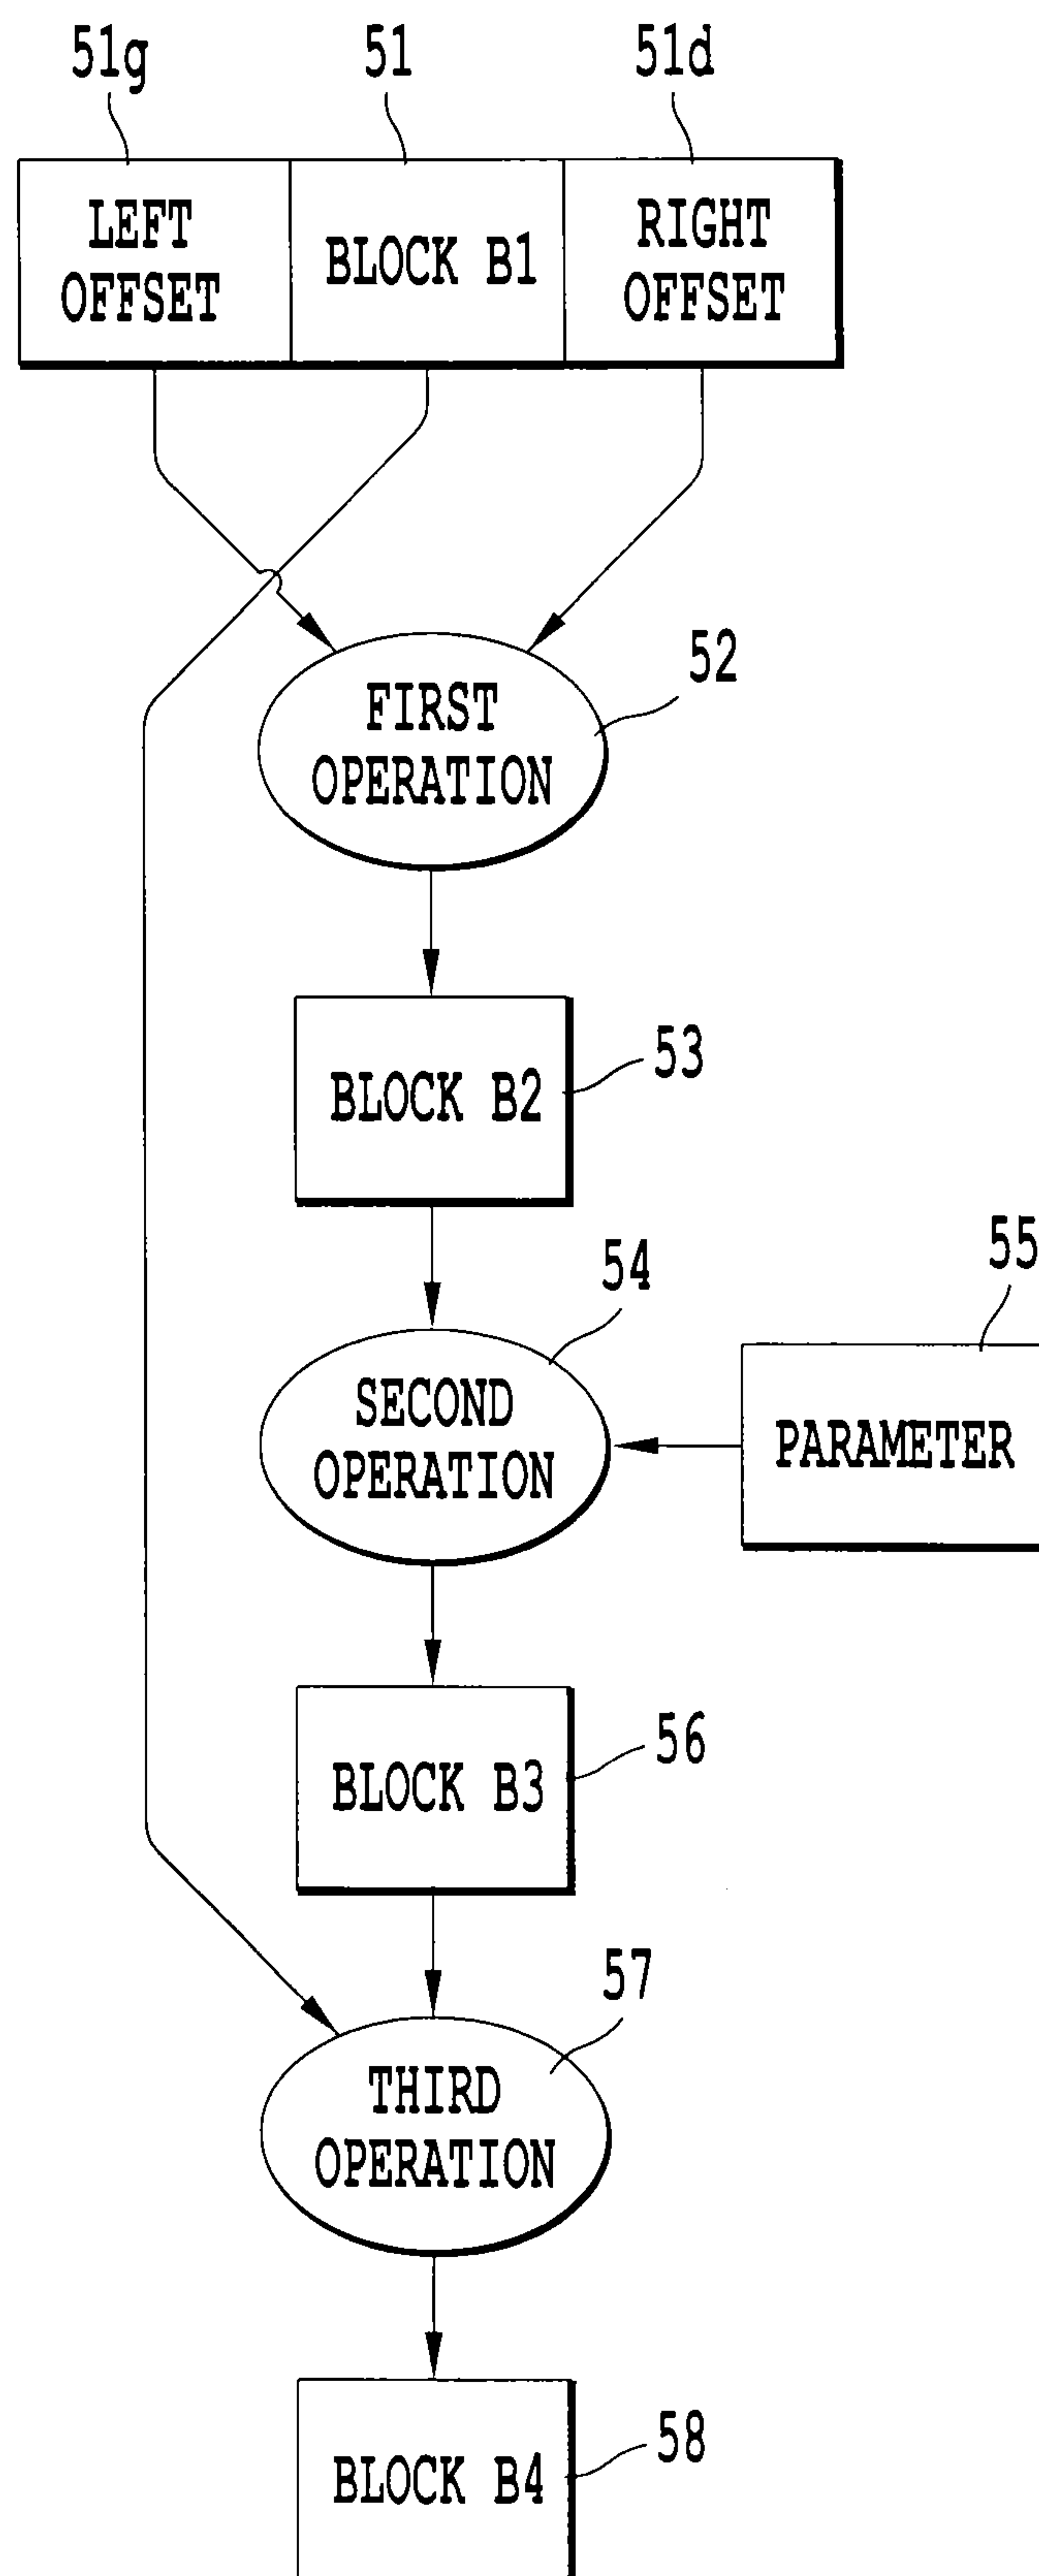 51g
51
51d
LEFT
OFFSET
BLOCK B1
RIGHT
OFFSET
52
FIRST
OPERATION
53
BLOCK B2
54
55
SECOND
OPERATION
PARAMETER
56
BLOCK B3
57
THIRD
OPERATION
58
BLOCK B4